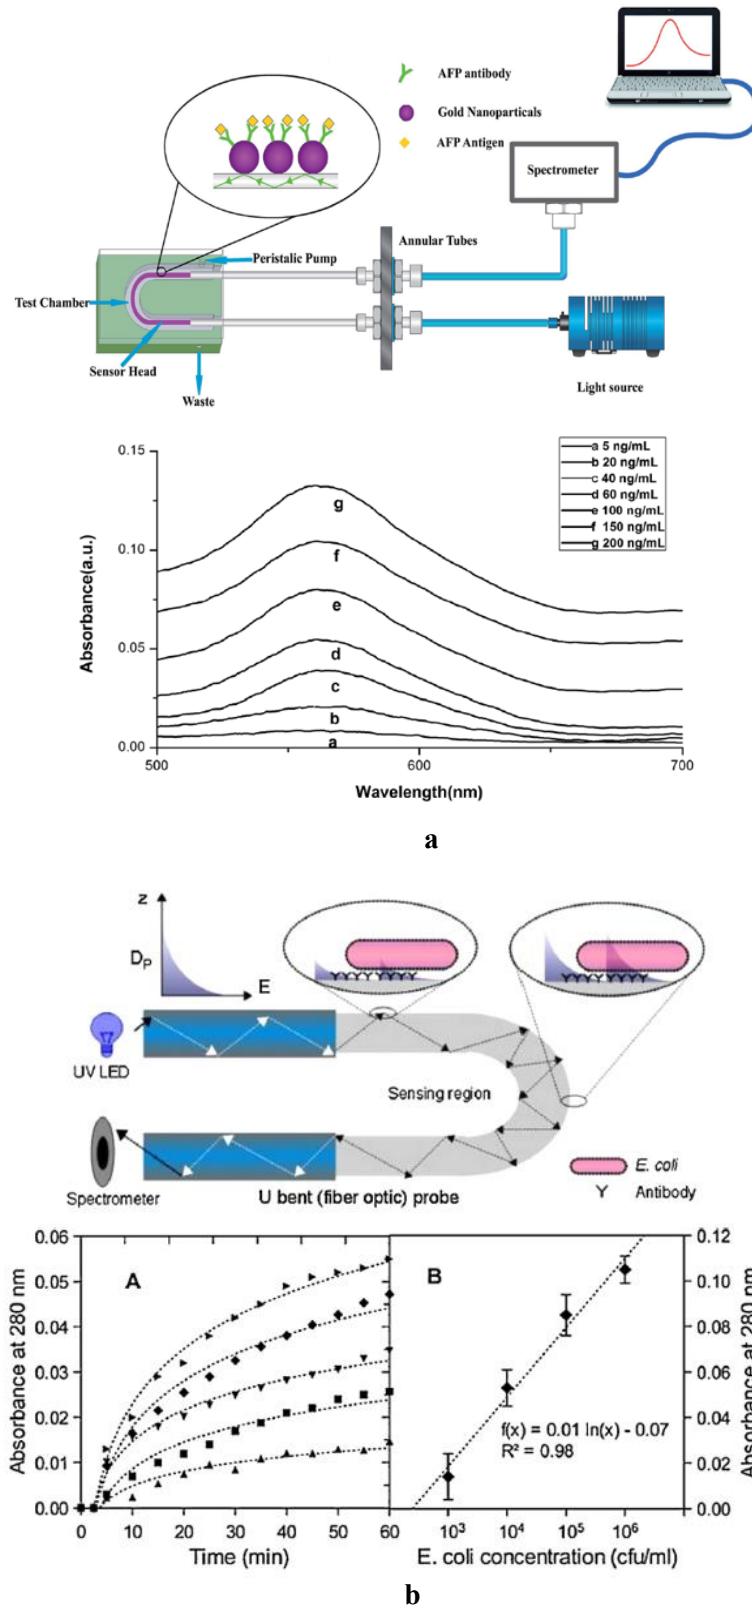 AFP antibody
Gold Nanoparticals
AFP Antigen
Spectrometer
Annular Tubes
Peristalic Pump
Test Chamber
Sensor Head
Waste
Light source
0.15
0.10
0.05
0.00
Absorbance(a.u.)
g
f
e
d
c
b
a
a 5 ng/mL
b 20 ng/mL
c 40 ng/mL
d 60 ng/mL
e 100 ng/mL
f 150 ng/mL
g 200 ng/mL
500 600 700
Wavelength(nm)
a
z
DP
E
UV LED
Sensing region
Spectrometer
U bent (fiber optic) probe
E. coli
Antibody
A
0.06
0.05
0.04
0.03
0.02
0.01
0.00
Absorbance at 280 nm
0 10 20 30 40 50 60
Time (min)
B
f(x) = 0.01 ln(x) - 0.07
R² = 0.98
10³ 10⁴ 10⁵ 10⁶
E. coli concentration (cfu/ml)
0.12
0.10
0.08
0.06
0.04
0.02
0.00
Absorbance at 280 nm
b